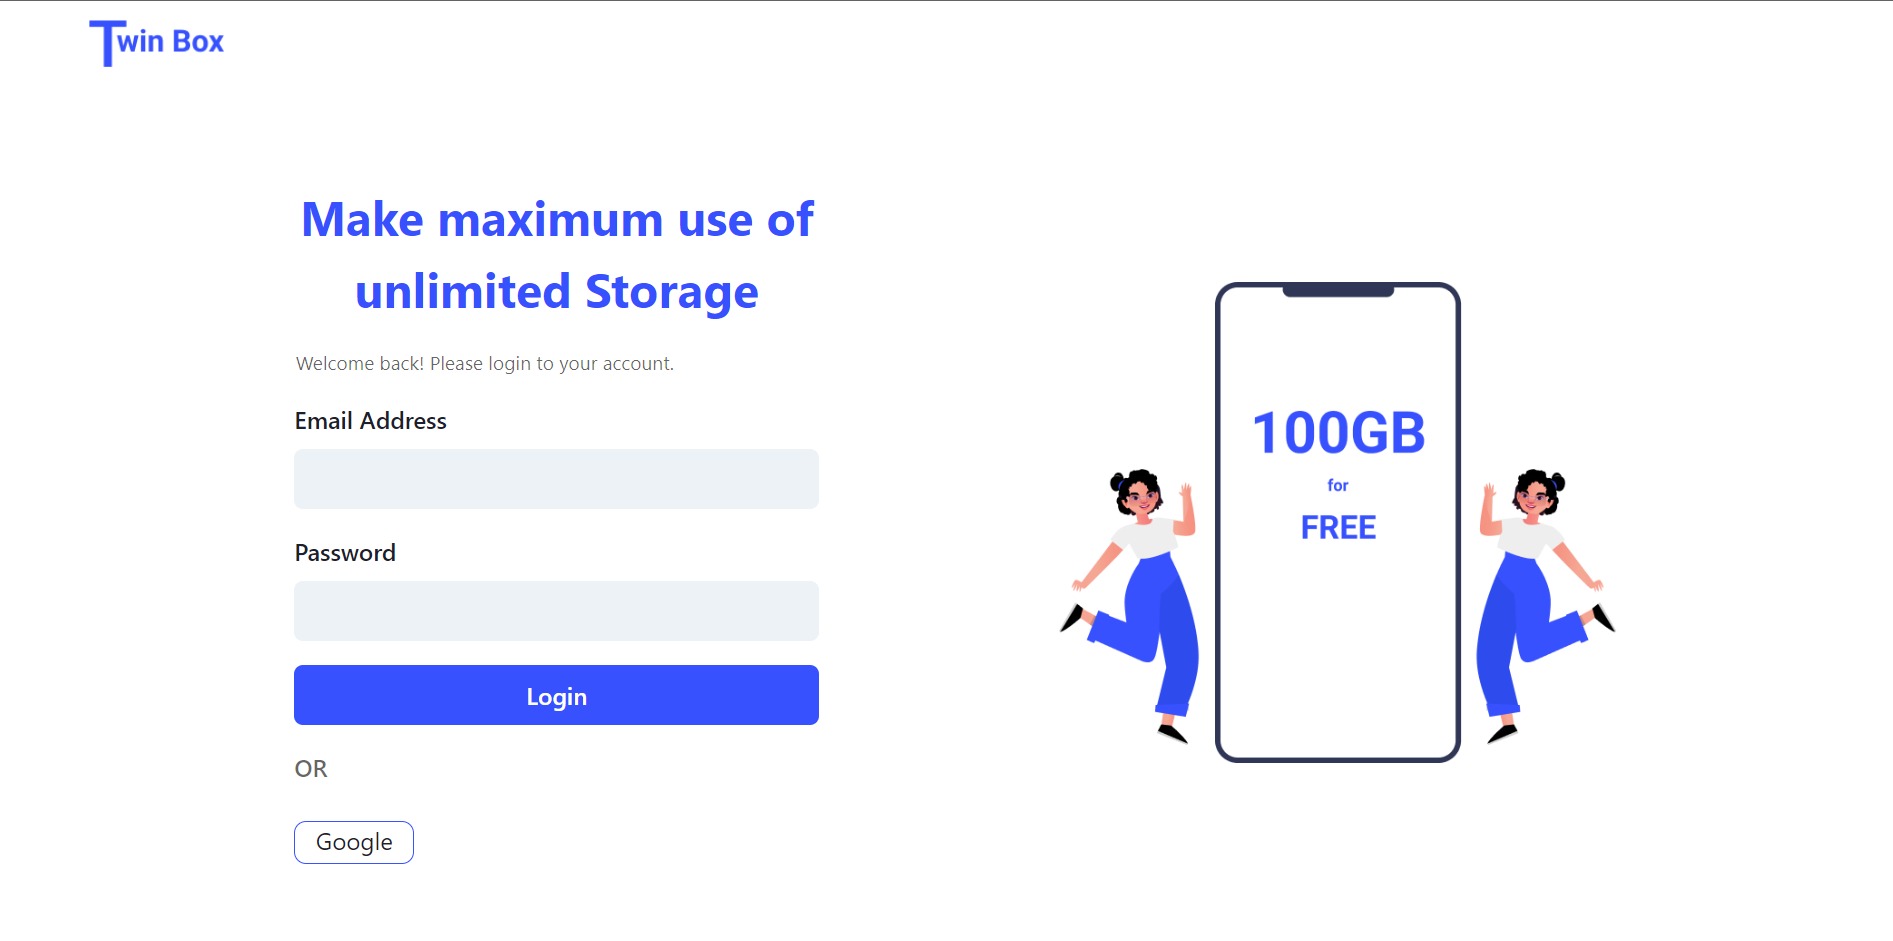 Twin Box
Make maximum use of
unlimited Storage
Welcome back! Please login to your account.
Email Address
Password
Login
OR
Google
100GB
for
FREE